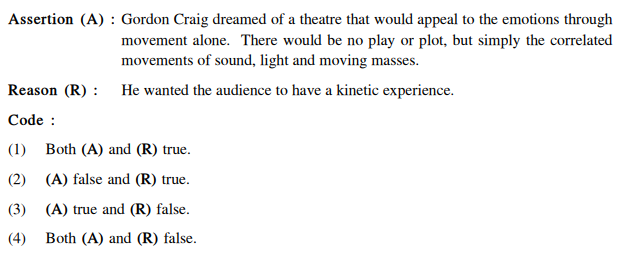 Assertion (A) : Gordon Craig dreamed of a theatre that would appeal to the emotions through
movement alone. There would be no play or plot, but simply the correlated
movements of sound, light and moving masses.
Reason (R) : He wanted the audience to have a kinetic experience.
Code :
(1) Both (A) and (R) true.
(2) (A) false and (R) true.
(3) (A) true and (R) false.
(4) Both (A) and (R) false.